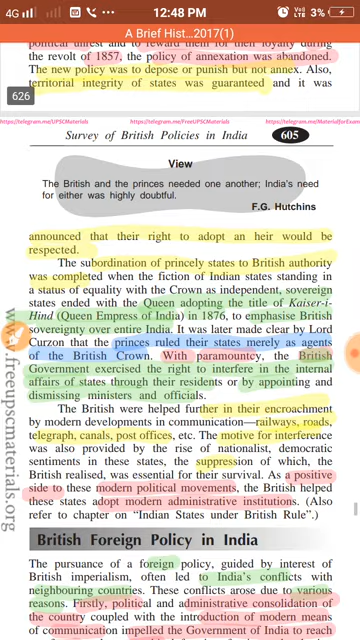 4G 12:48 PM Voi) LTE 3%
A Brief His...2017(1)
political unrest and to reward them for their loyalty during
the revolt of 1857, the policy of annexation was abandoned.
The new policy was to depose or punish but not annex. Also,
territorial integrity of states was guaranteed and it was
626
https://telegram.me/UPSCMaterials https://telegram.me/FreeUPSCMaterials https://telegram.me/MaterialforExam
Survey of British Policies in India 605
View
The British and the princes needed one another; India's need
for either was highly doubtful.
F.G. Hutchins
announced that their right to adopt an heir would be
respected.
The subordination of princely states to British authority
was completed when the fiction of Indian states standing in
a status of equality with the Crown as independent, sovereign
states ended with the Queen adopting the title of Kaiser-i-
Hind (Queen Empress of India) in 1876, to emphasise British
sovereignty over entire India. It was later made clear by Lord
Curzon that the princes ruled their states merely as agents
of the British Crown. With paramountcy, the British
Government exercised the right to interfere in the internal
affairs of states through their residents or by appointing and
dismissing ministers and officials.
The British were helped further in their encroachment
by modern developments in communication—railways, roads,
telegraph, canals, post offices, etc. The motive for interference
was also provided by the rise of nationalist, democratic
sentiments in these states, the suppression of which, the
British realised, was essential for their survival. As a positive
side to these modern political movements, the British helped
these states adopt modern administrative institutions. (Also
refer to chapter on “Indian States under British Rule”.)
British Foreign Policy in India
The pursuance of a foreign policy, guided by interest of
British imperialism, often led to India's conflicts with
neighbouring countries. These conflicts arose due to various
reasons. Firstly, political and administrative consolidation of
the country coupled with the introduction of modern means
of communication impelled the Government of India to reach
www.freeupscmaterials.org